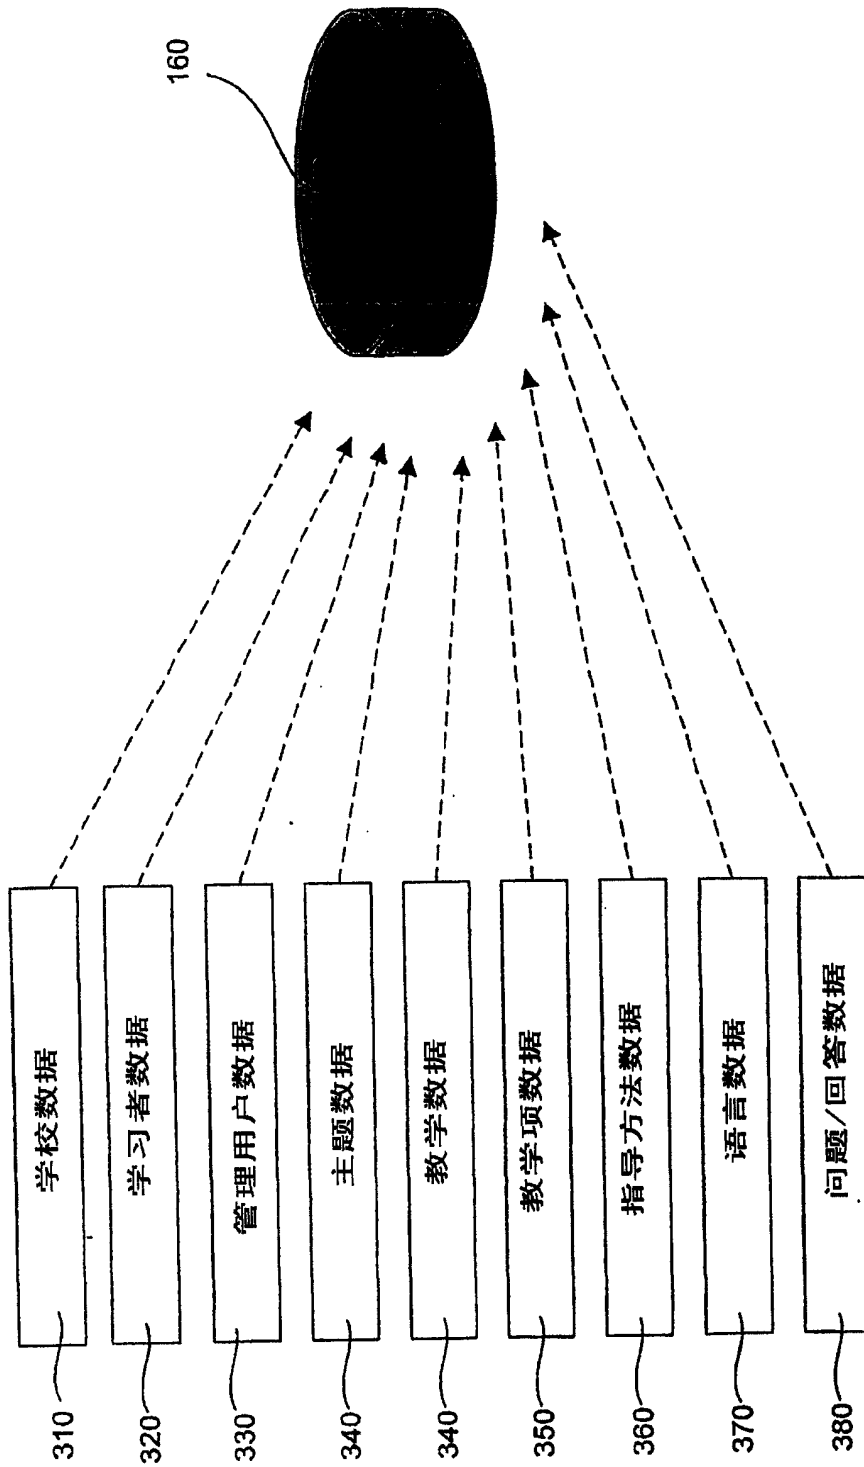 160
310
学校数据
320
学习者数据
330
管理用户数据
340
主题数据
340
教学数据
350
教学项数据
360
指导方法数据
370
语言数据
380
问题/回答数据